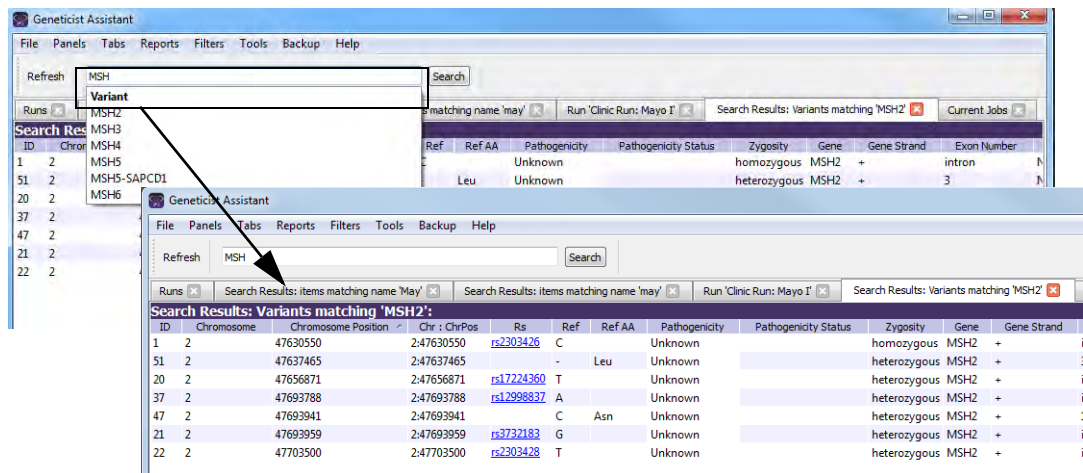 Geneticist Assistant
File Panels Tabs Reports Filters Tools Backup Help
Refresh MSH Search
Variant
MSH2
MSH3
MSH4
MSH5
MSH5-SAPCD1
MSH6
Runs s matching name 'may' Run 'Clinic Run: Mayo I' Search Results: Variants matching 'MSH2' Current Jobs
Search Res
ID Chror Ref Ref AA Pathogenicity Pathogenicity Status Zygosity Gene Gene Strand Exon Number
1 2 Unknown homozygous MSH2 + intron
51 2 Leu Unknown heterozygous MSH2 + 3
20 2
37 2
47 2
21 2
22 2
Geneticist Assistant
File Panels Tabs Reports Filters Tools Backup Help
Refresh MSH Search
Runs Search Results: items matching name 'May' Search Results: items matching name 'may' Run 'Clinic Run: Mayo I' Search Results: Variants matching 'MSH2'
Search Results: Variants matching 'MSH2':
ID Chromosome Chromosome Position Chr : ChrPos Rs Ref Ref AA Pathogenicity Pathogenicity Status Zygosity Gene Gene Strand
1 2 47630550 2:47630550 rs2303426 C Unknown homozygous MSH2 +
51 2 47637465 2:47637465 - Leu Unknown heterozygous MSH2 +
20 2 47656871 2:47656871 rs17224360 T Unknown heterozygous MSH2 +
37 2 47693788 2:47693788 rs12998837 A Unknown heterozygous MSH2 +
47 2 47693941 2:47693941 C Asn Unknown heterozygous MSH2 +
21 2 47693959 2:47693959 rs3732183 G Unknown heterozygous MSH2 +
22 2 47703500 2:47703500 rs2303428 T Unknown heterozygous MSH2 +